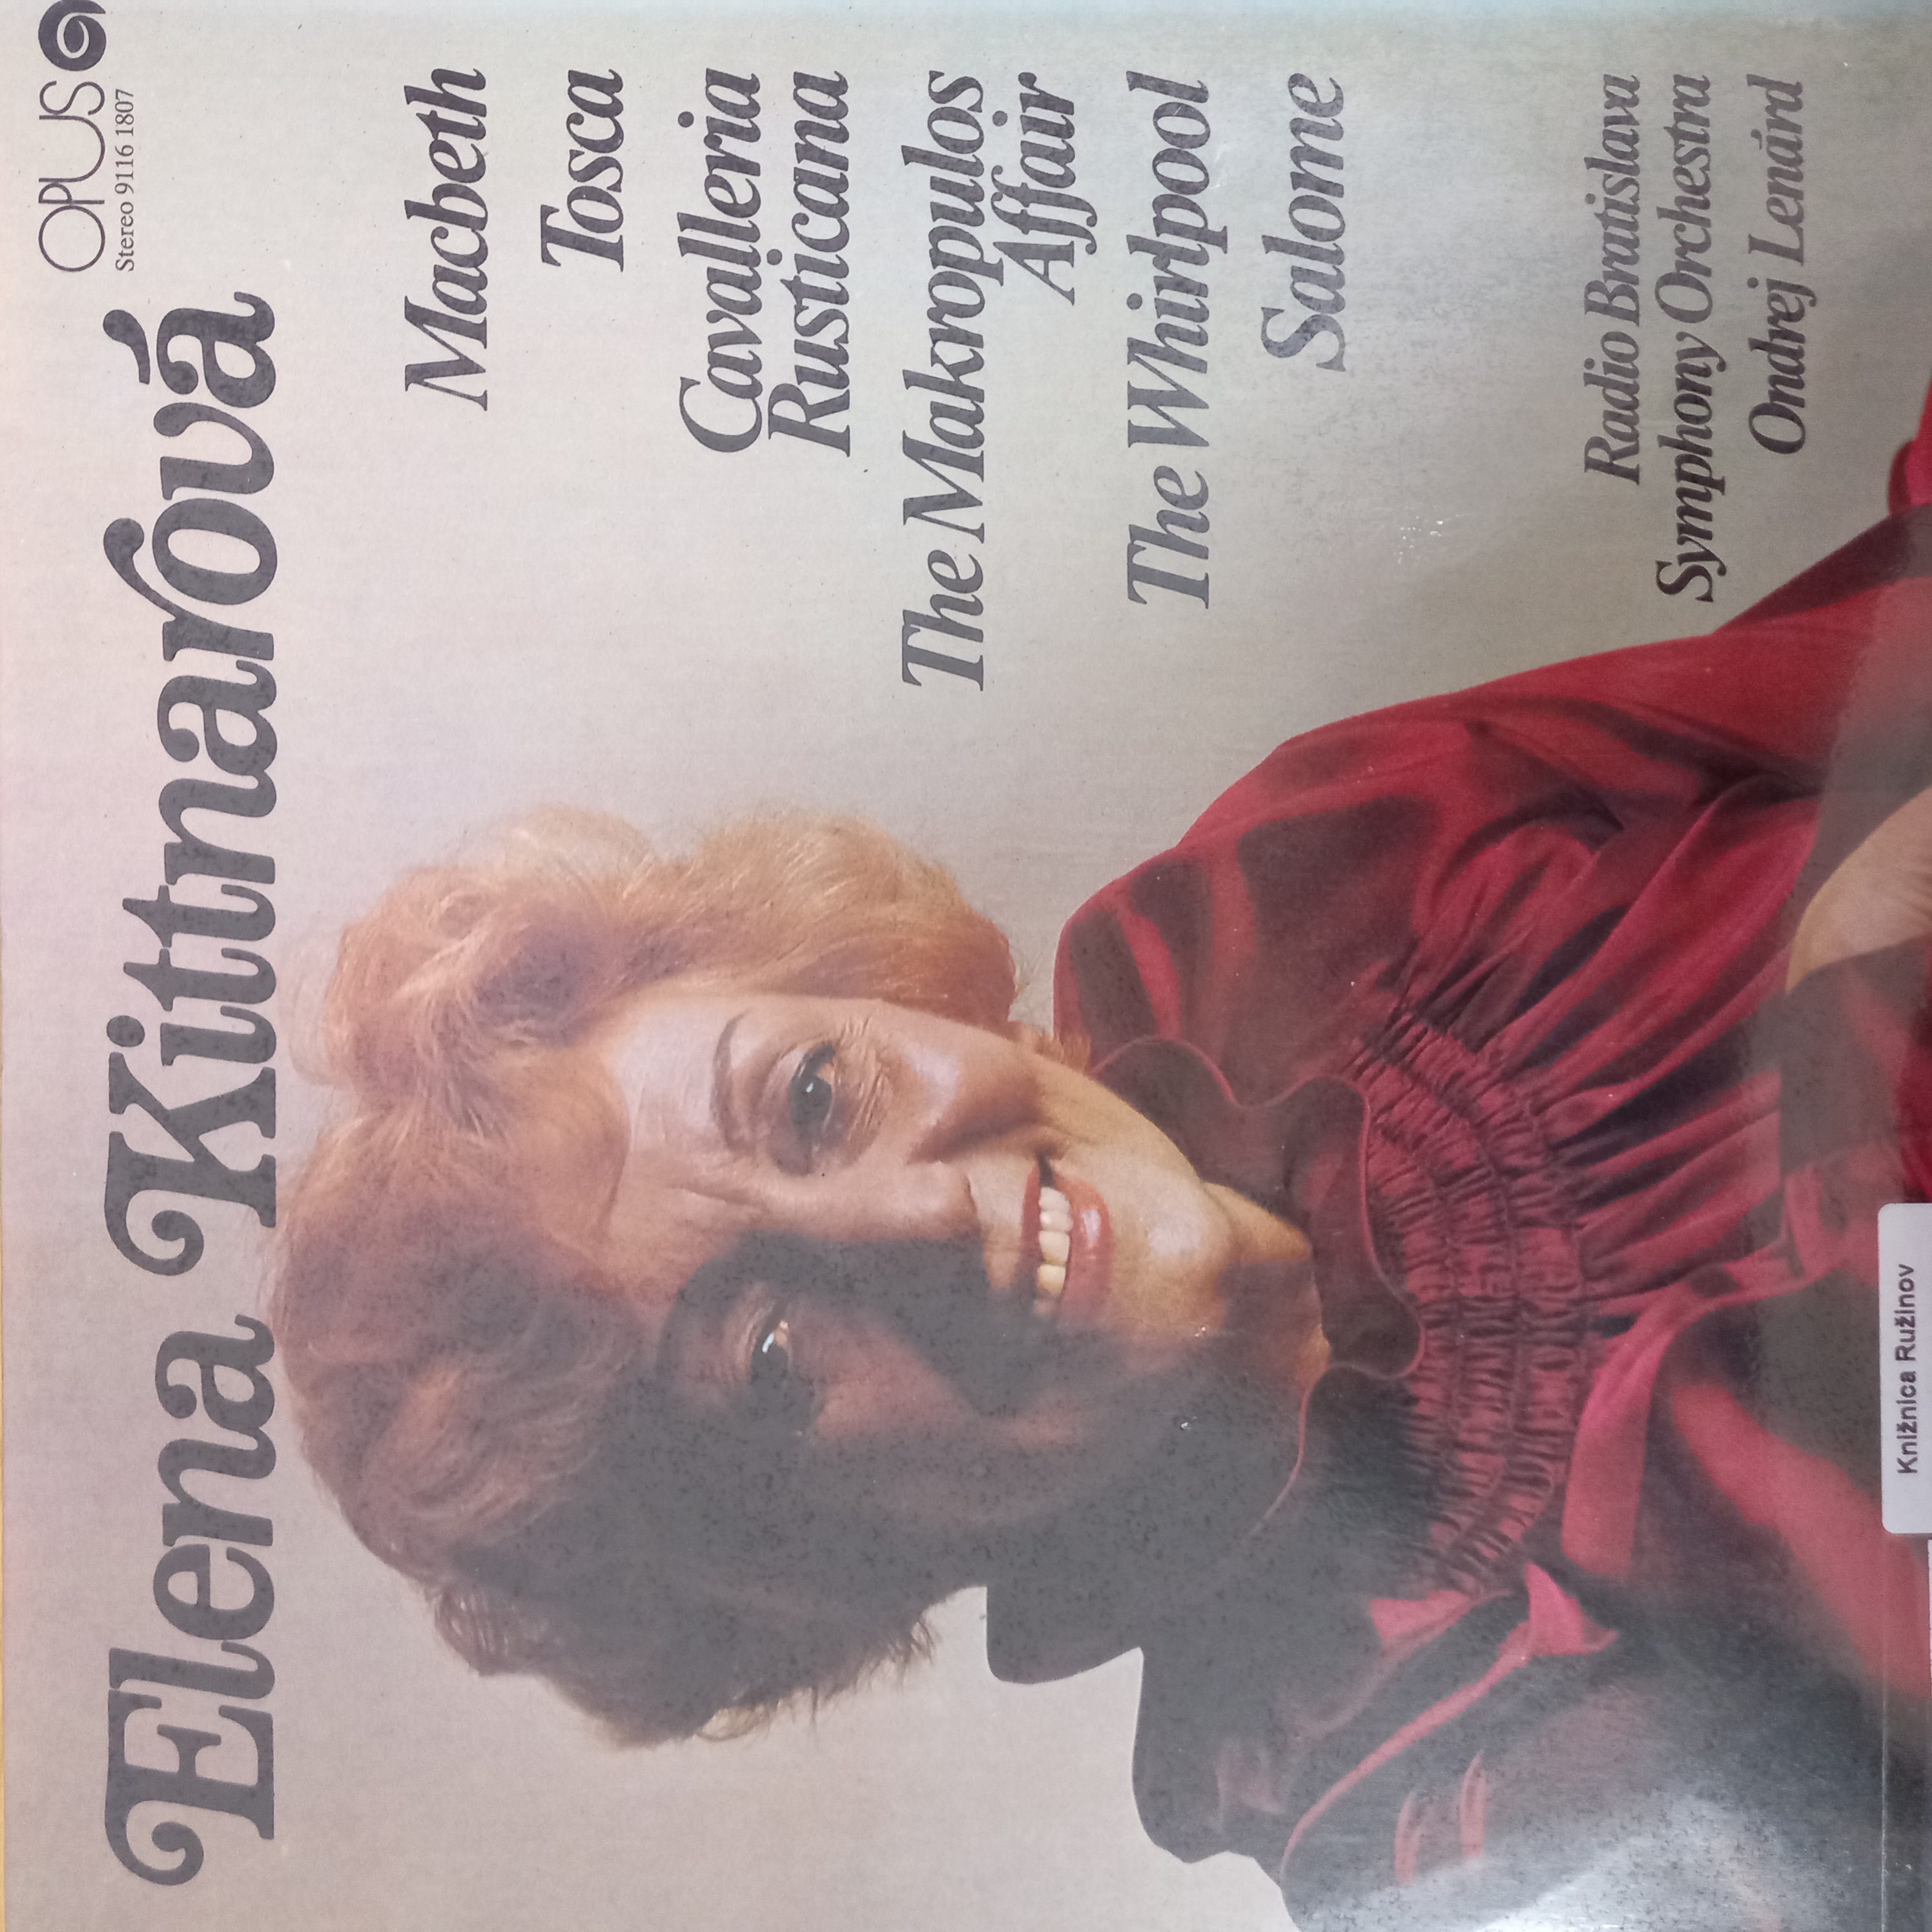 OPUS
Stereo 9116 1807
Elena Kittnarová
Macbeth
Tosca
Cavalleria
Rusticana
The Makropulos
Affair
The Whirlpool
Salome
Radio Bratislava
Symphony Orchestra
Ondrej Lenárd
Knižnica Ružinov